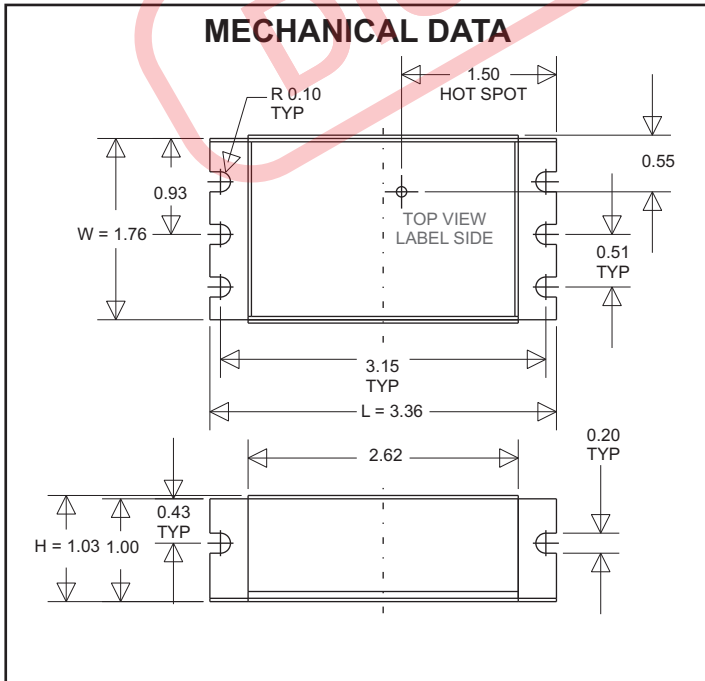 MECHANICAL DATA
1.50
HOT SPOT
R 0.10
TYP
0.55
0.93
TOP VIEW
LABEL SIDE
W = 1.76
0.51
TYP
3.15
TYP
L = 3.36
0.20
TYP
2.62
0.43
TYP
H = 1.03
1.00